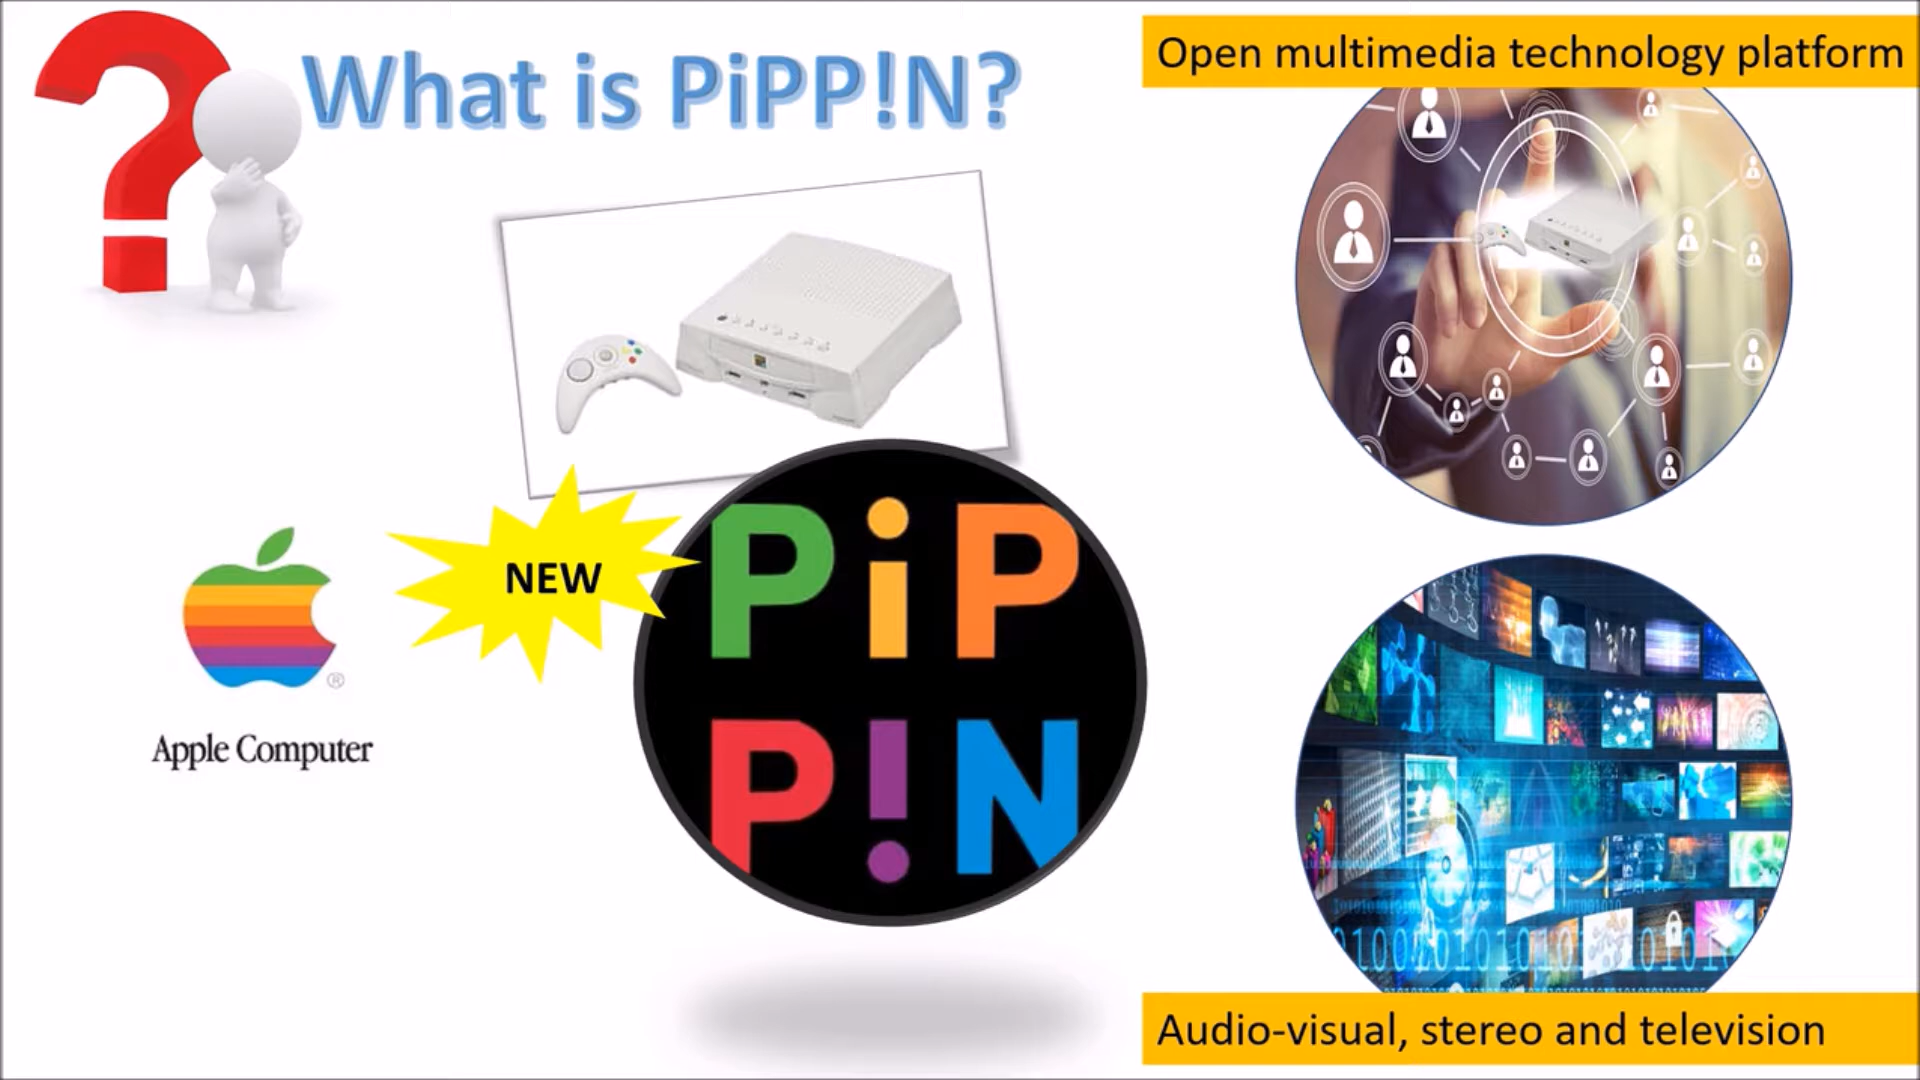 What is PiPP!N?
Open multimedia technology platform
NEW
PiP
P!N
®
Apple Computer
Audio-visual, stereo and television